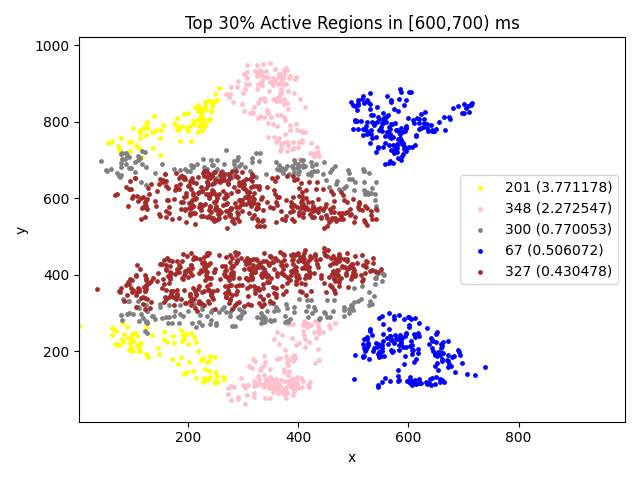 Top 30% Active Regions in [600,700) ms
1000
800
600
400
200
y
201 (3.771178)
348 (2.272547)
300 (0.770053)
67 (0.506072)
327 (0.430478)
200 400 600 800
x